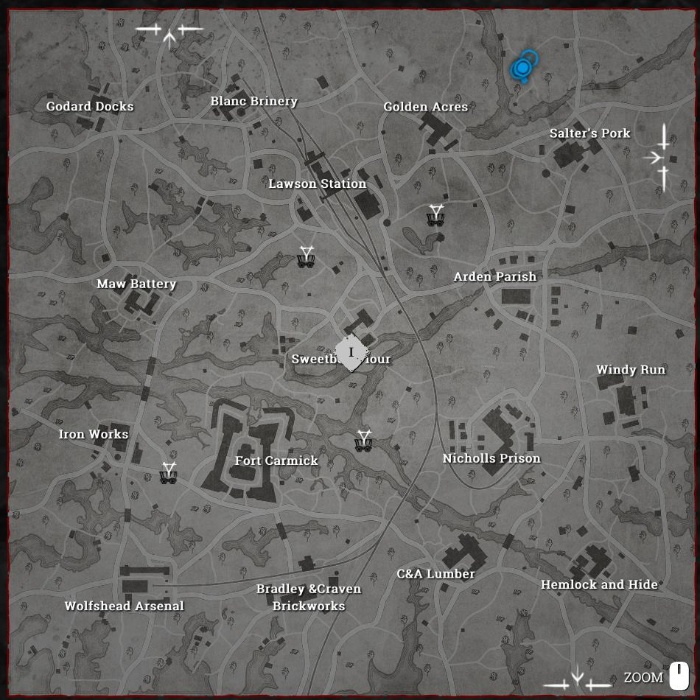 Godard Docks
Blanc Brinery
Golden Acres
Salter's Pork
Lawson Station
Arden Parish
Maw Battery
I
Windy Run
Iron Works
Fort Carmick
Nicholls Prison
C&A Lumber
Hemlock and Hide
Wolfshead Arsenal
Bradley &Craven
Brickworks
ZOOM